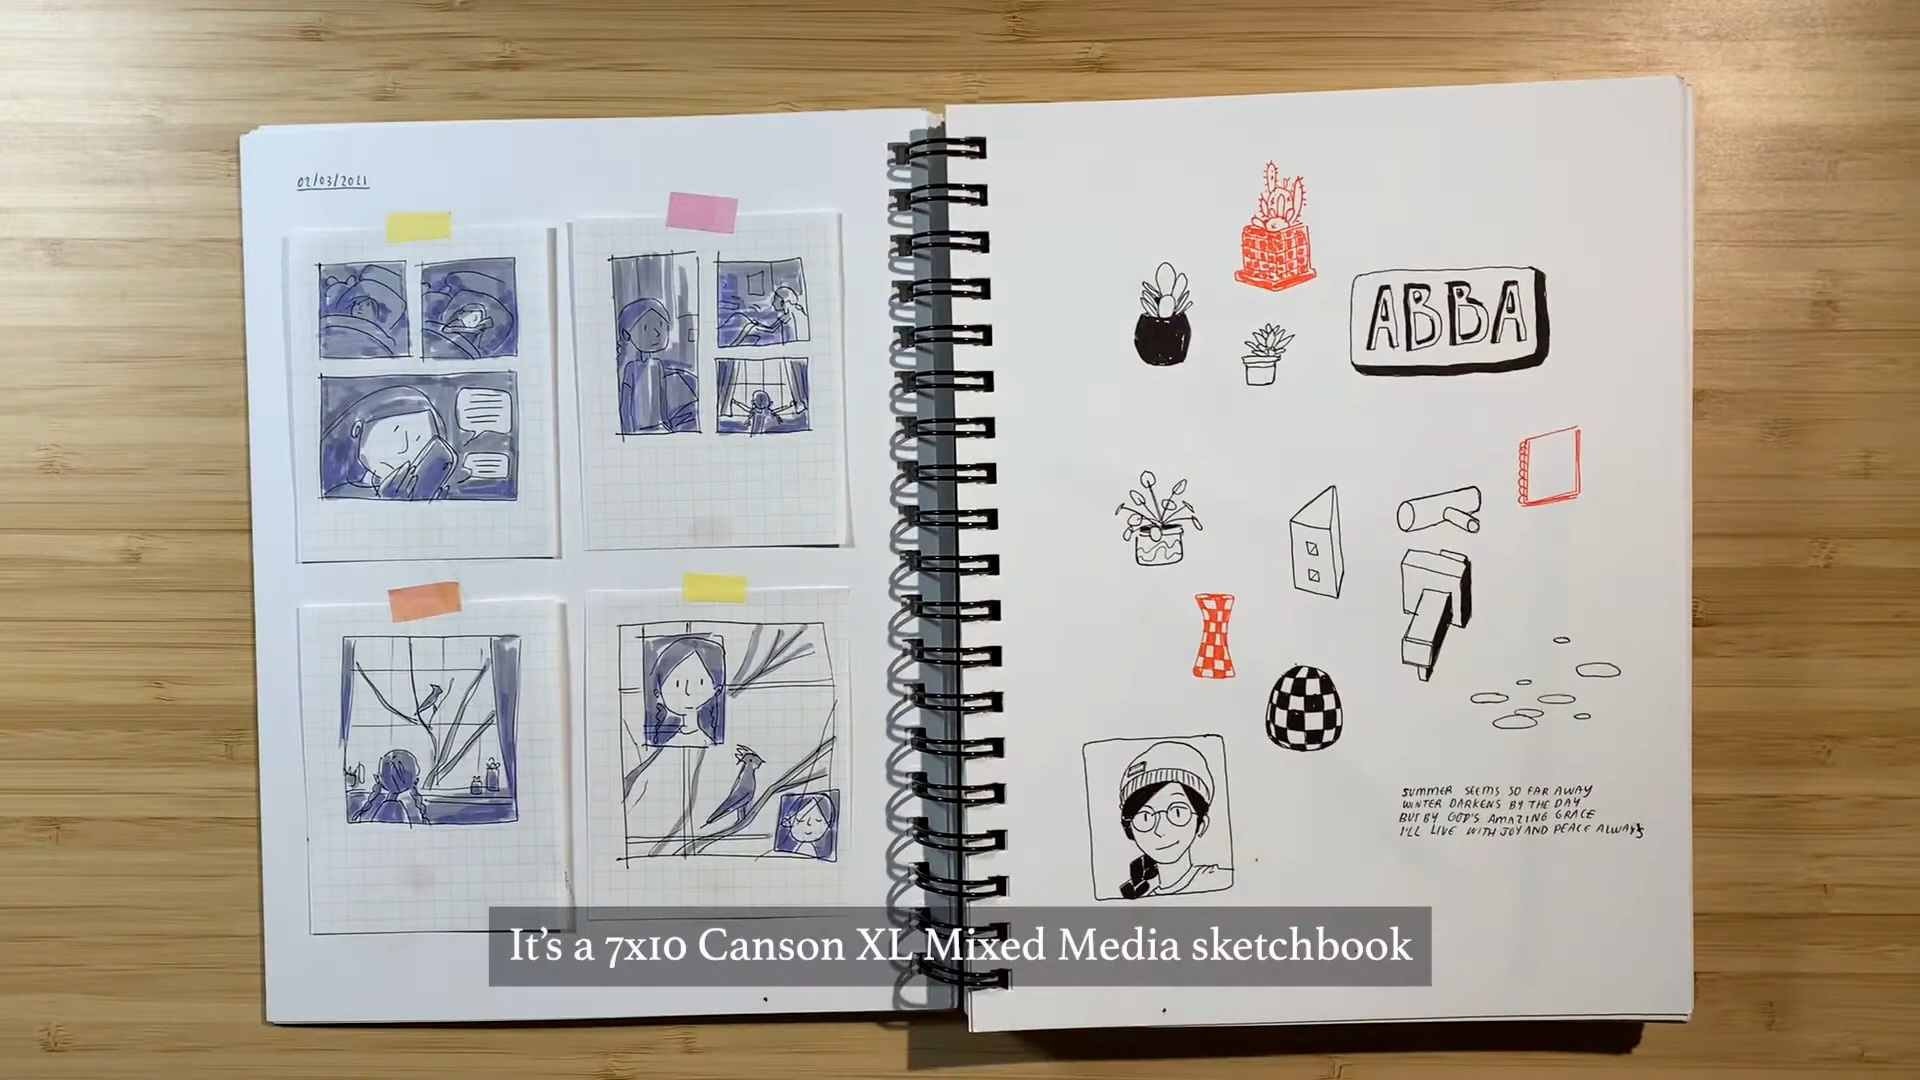 02/03/2021
ABBA
SUMMER SEEMS SO FAR AWAY
WINTER DARKENS BY THE DAY
BUT BY GOD'S AMAZING GRACE
I'LL LIVE WITH JOY AND PEACE ALWAYS
It's a 7x10 Canson XL Mixed Media sketchbook